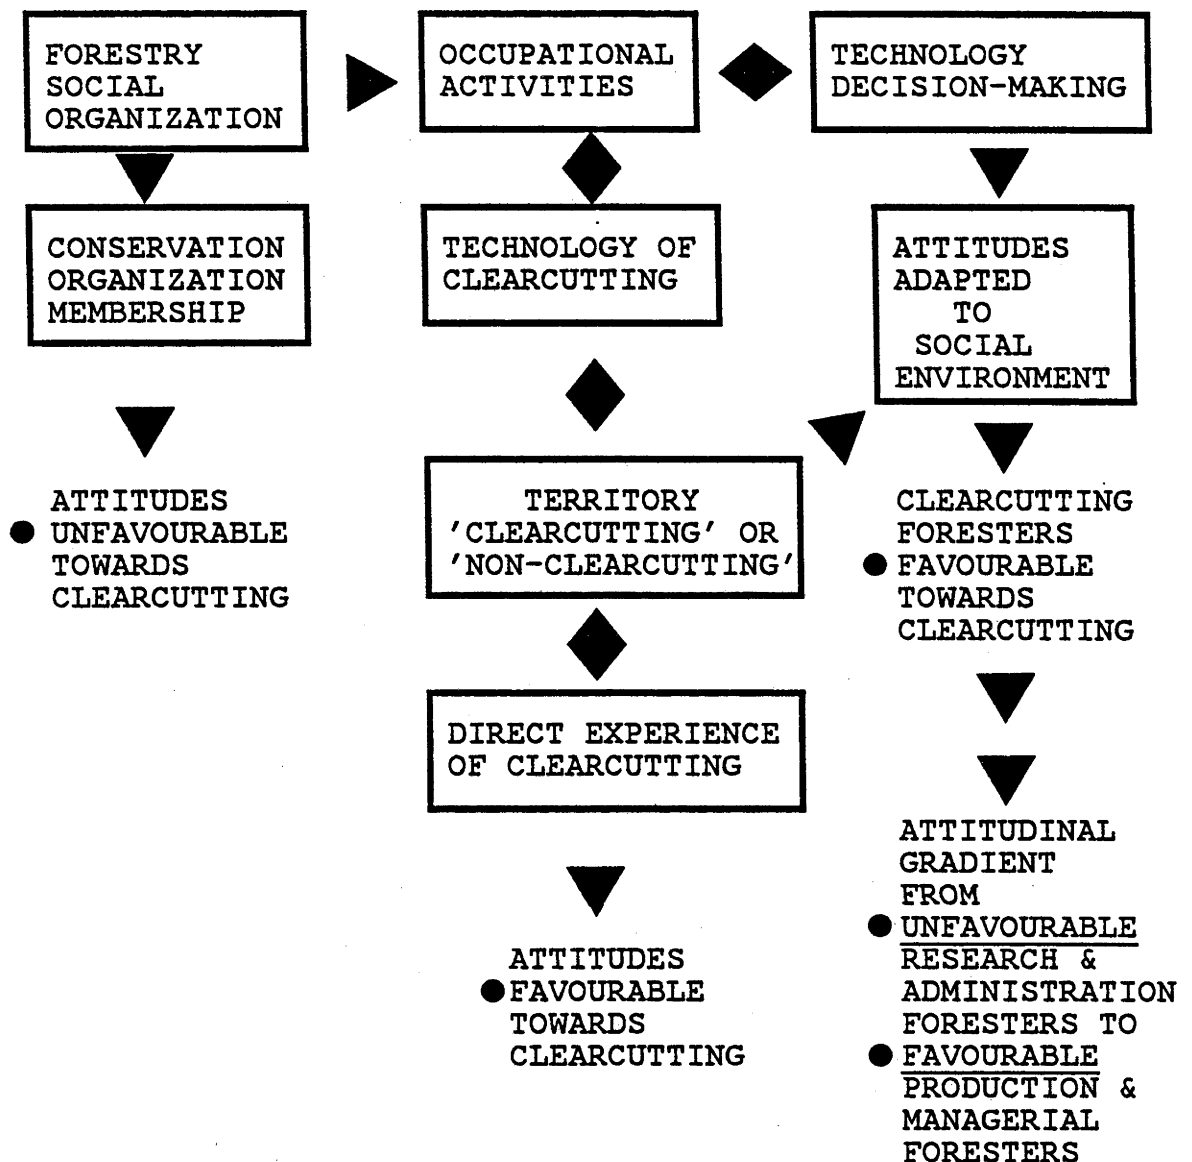 FORESTRY
SOCIAL
ORGANIZATION
OCCUPATIONAL
ACTIVITIES
TECHNOLOGY
DECISION-MAKING
CONSERVATION
ORGANIZATION
MEMBERSHIP
TECHNOLOGY OF
CLEARCUTTING
ATTITUDES
ADAPTED
TO
SOCIAL
ENVIRONMENT
ATTITUDES
UNFAVOURABLE
TOWARDS
CLEARCUTTING
TERRITORY
'CLEARCUTTING' OR
'NON-CLEARCUTTING'
CLEARCUTTING
FORESTERS
FAVOURABLE
TOWARDS
CLEARCUTTING
DIRECT EXPERIENCE
OF CLEARCUTTING
ATTITUDES
FAVOURABLE
TOWARDS
CLEARCUTTING
ATTITUDINAL
GRADIENT
FROM
UNFAVOURABLE
RESEARCH &
ADMINISTRATION
FORESTERS TO
FAVOURABLE
PRODUCTION &
MANAGERIAL
FORESTERS